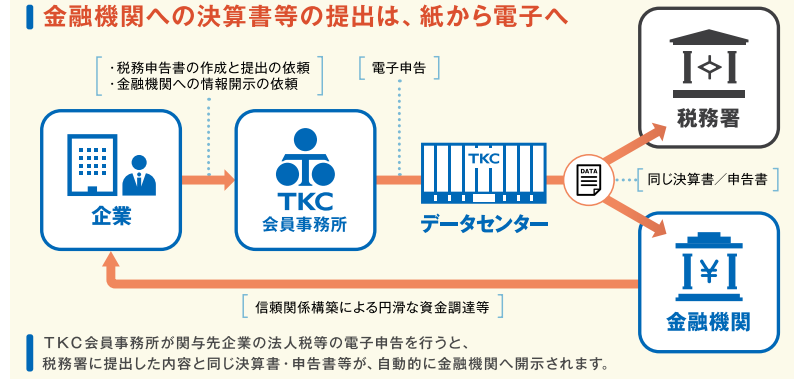 金融機関への決算書等の提出は、紙から電子へ
・税務申告書の作成と提出の依頼
・金融機関への情報開示の依頼
電子申告
税務署
企業
TKC
会員事務所
TKC
データセンター
DATA
同じ決算書／申告書
¥
金融機関
信頼関係構築による円滑な資金調達等
TKC会員事務所が関与先企業の法人税等の電子申告を行うと、
税務署に提出した内容と同じ決算書・申告書等が、自動的に金融機関へ開示されます。